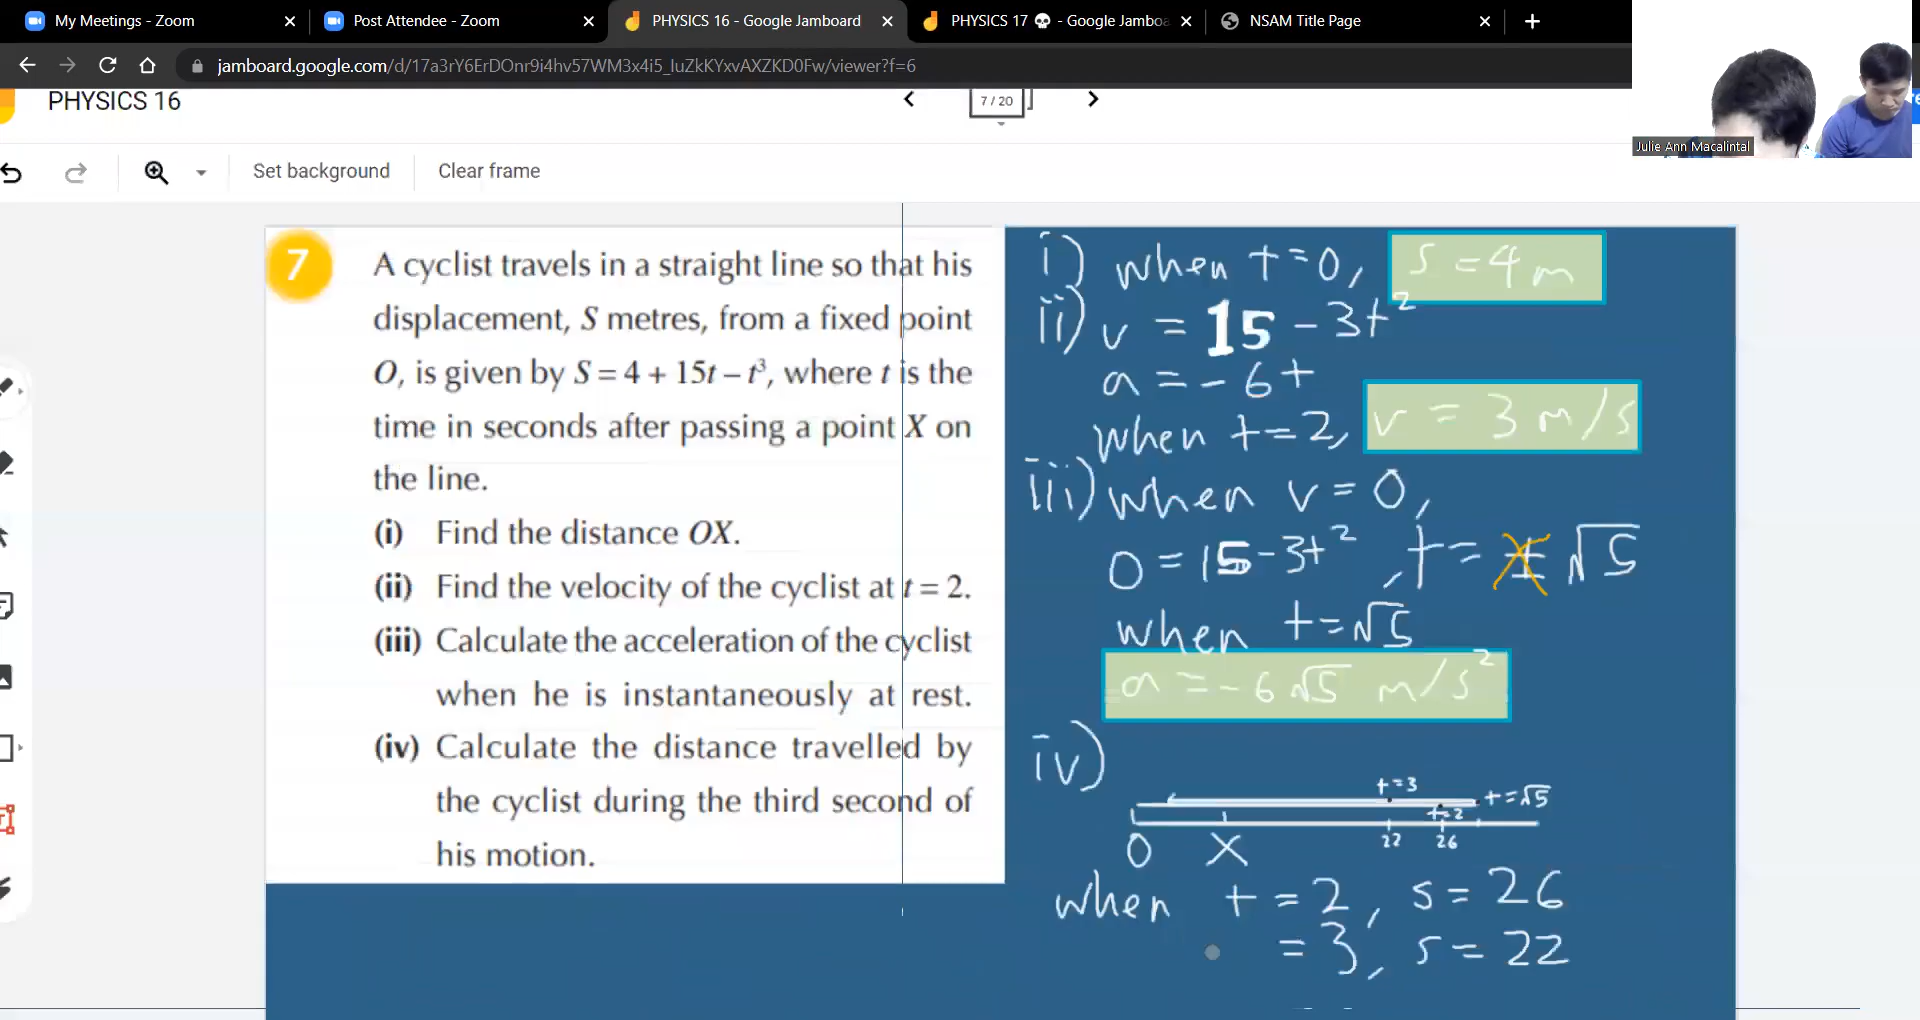 My Meetings - Zoom
Post Attendee - Zoom
PHYSICS 16 - Google Jamboard
PHYSICS 17 💀 - Google Jambo
NSAM Title Page
jamboard.google.com/d/17a3rY6ErDOnr9i4hv57WM3x4i5_IuZkKYxvAXZKD0Fw/viewer?f=6
PHYSICS 16
7 / 20
Julie Ann Macalintal
Set background
Clear frame
7
A cyclist travels in a straight line so that his
displacement, S metres, from a fixed point
O, is given by S = 4 + 15t – t³, where t is the
time in seconds after passing a point X on
the line.
(i) Find the distance OX.
(ii) Find the velocity of the cyclist at t = 2.
(iii) Calculate the acceleration of the cyclist
when he is instantaneously at rest.
(iv) Calculate the distance travelled by
the cyclist during the third second of
his motion.
i) when t=0, s = 4 m
ii) v = 15 - 3t²
a = - 6t
when t = 2, v = 3 m/s
iii) when v = 0,
0 = 15 - 3t², t = ± √5
when t = √5
a = - 6 √5 m/s²
iv)
t=3
t=√5
t=2
22 26
O X
when t = 2, s = 26
= 3, s = 22